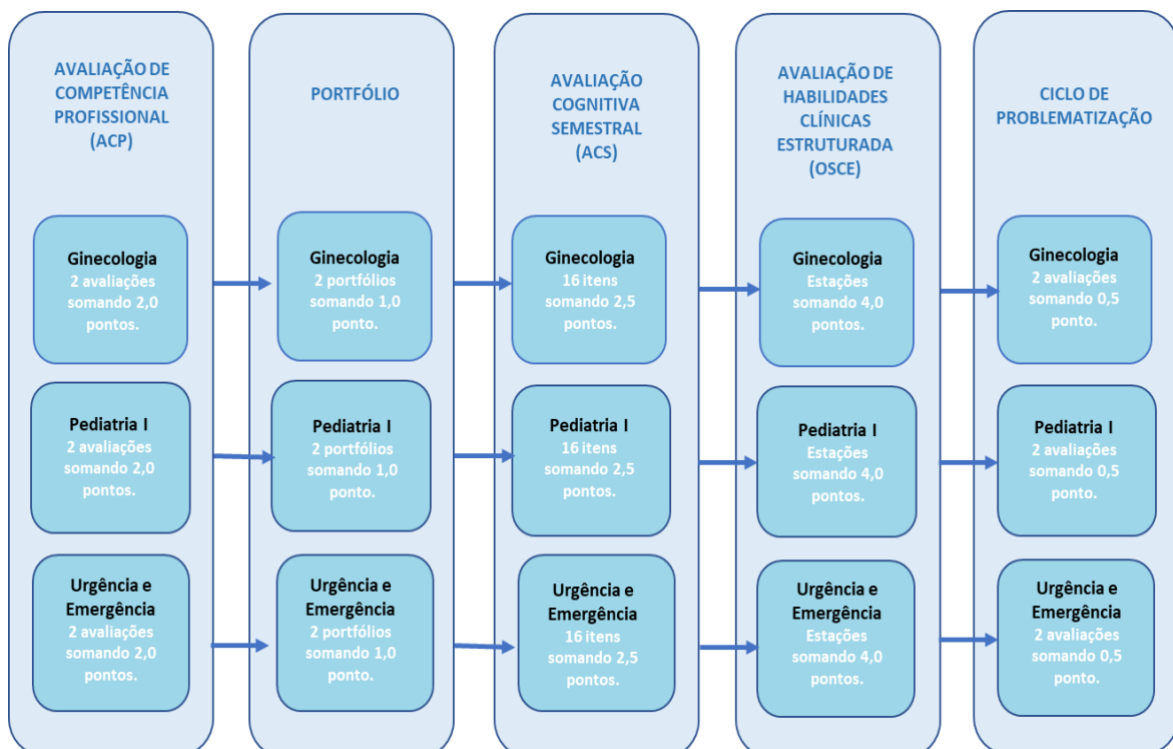 AVALIAÇÃO DE
COMPETÊNCIA
PROFISSIONAL
(ACP)
PORTFÓLIO
AVALIAÇÃO
COGNITIVA
SEMESTRAL
(ACS)
AVALIAÇÃO DE
HABILIDADES
CLÍNICAS
ESTRUTURADA
(OSCE)
CICLO DE
PROBLEMATIZAÇÃO
Ginecologia
2 avaliações
somando 2,0
pontos.
Ginecologia
2 portfólios
somando 1,0
ponto.
Ginecologia
16 itens
somando 2,5
pontos.
Ginecologia
Estações
somando 4,0
pontos.
Ginecologia
2 avaliações
somando 0,5
ponto.
Pediatria I
2 avaliações
somando 2,0
pontos.
Pediatria I
2 portfólios
somando 1,0
ponto.
Pediatria I
16 itens
somando 2,5
pontos.
Pediatria I
Estações
somando 4,0
pontos.
Pediatria I
2 avaliações
somando 0,5
ponto.
Urgência e
Emergência
2 avaliações
somando 2,0
pontos.
Urgência e
Emergência
2 portfólios
somando 1,0
ponto.
Urgência e
Emergência
16 itens
somando 2,5
pontos.
Urgência e
Emergência
Estações
somando 4,0
pontos.
Urgência e
Emergência
2 avaliações
somando 0,5
ponto.